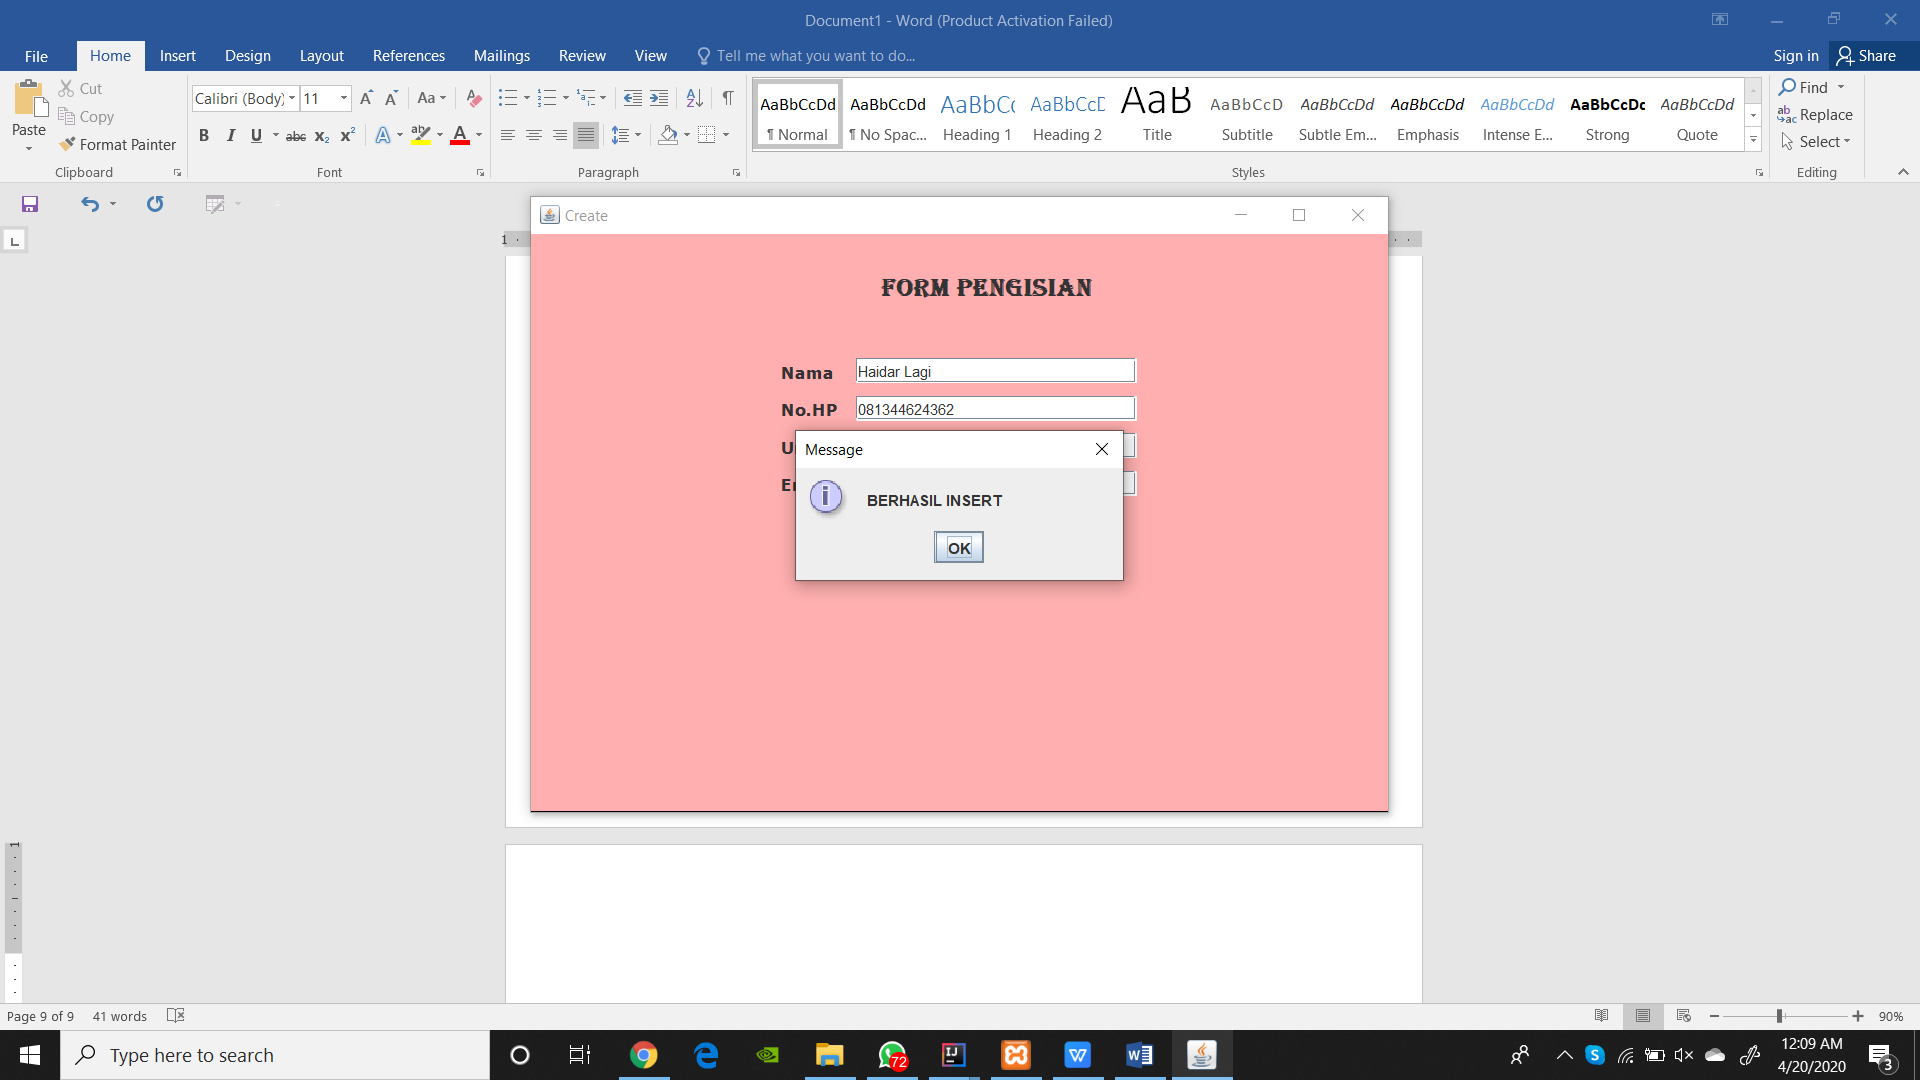 Document1 - Word (Product Activation Failed)
File Home Insert Design Layout References Mailings Review View Tell me what you want to do... Sign in Share
Paste Cut Copy Format Painter Clipboard
Calibri (Body) 11 Aa Font
Paragraph
AaBbCcDd AaBbCcDd AaBbCc AaBbCcD AaB AaBbCcD AaBbCcDd AaBbCcDd AaBbCcDd AaBbCcDc AaBbCcDd
¶ Normal ¶ No Spac... Heading 1 Heading 2 Title Subtitle Subtle Em... Emphasis Intense E... Strong Quote
Styles
Find
Replace
Select
Editing
Create
FORM PENGISIAN
Nama Haidar Lagi
No.HP 081344624362
Message
BERHASIL INSERT
OK
Page 9 of 9 41 words 90%
Type here to search
72
12:09 AM
4/20/2020
3